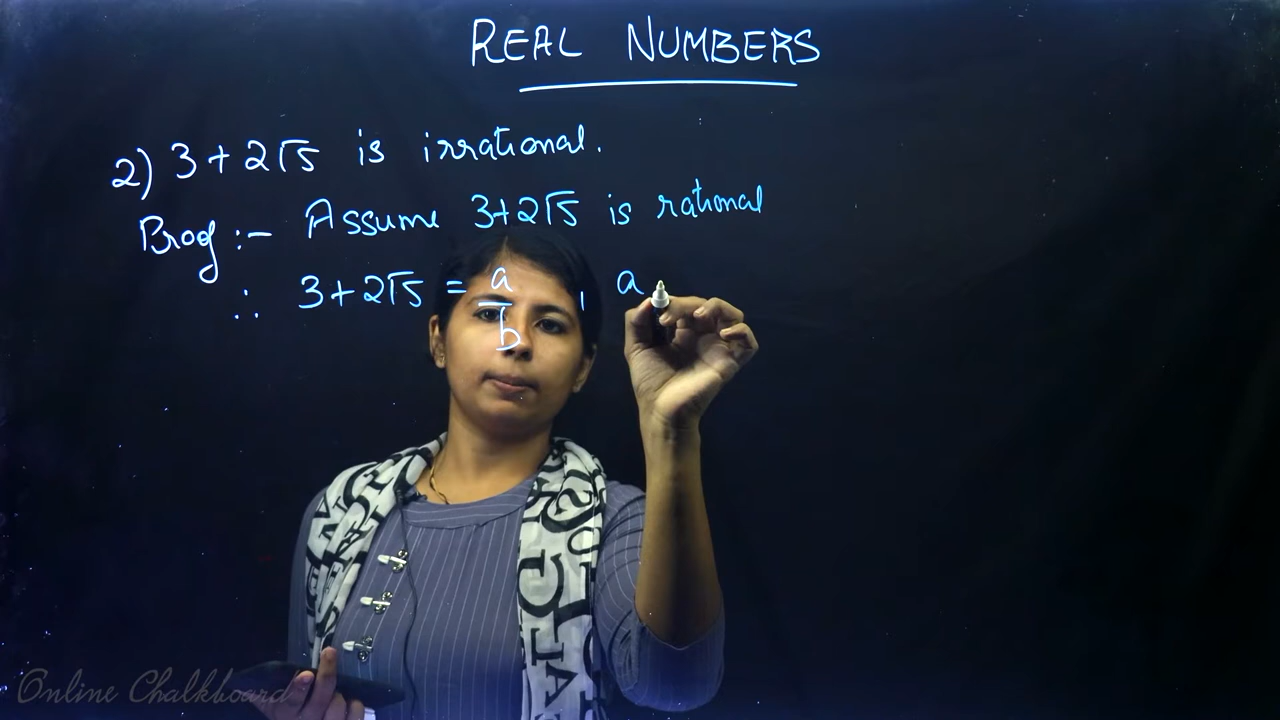 REAL NUMBERS
2) 3+2√5 is irrational.
Proof :- Assume 3+2√5 is rational
∴ 3+2√5 = a/b , a
Online Chalkboard